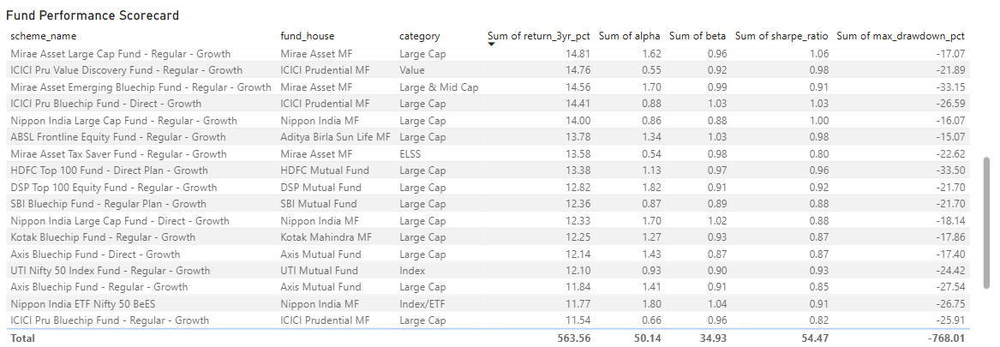 Fund Performance Scorecard
scheme_name fund_house category Sum of return_3yr_pct Sum of alpha Sum of beta Sum of sharpe_ratio Sum of max_drawdown_pct
Mirae Asset Large Cap Fund - Regular - Growth Mirae Asset MF Large Cap 14.81 1.62 0.96 1.06 -17.07
ICICI Pru Value Discovery Fund - Regular - Growth ICICI Prudential MF Value 14.76 0.55 0.92 0.98 -21.89
Mirae Asset Emerging Bluechip Fund - Regular - Growth Mirae Asset MF Large & Mid Cap 14.56 1.70 0.99 0.91 -33.15
ICICI Pru Bluechip Fund - Direct - Growth ICICI Prudential MF Large Cap 14.41 0.88 1.03 1.03 -26.59
Nippon India Large Cap Fund - Regular - Growth Nippon India MF Large Cap 14.00 0.86 0.88 1.00 -16.07
ABSL Frontline Equity Fund - Regular - Growth Aditya Birla Sun Life MF Large Cap 13.78 1.34 1.03 0.98 -15.07
Mirae Asset Tax Saver Fund - Regular - Growth Mirae Asset MF ELSS 13.58 0.54 0.98 0.80 -22.62
HDFC Top 100 Fund - Direct Plan - Growth HDFC Mutual Fund Large Cap 13.38 1.13 0.97 0.96 -33.50
DSP Top 100 Equity Fund - Regular - Growth DSP Mutual Fund Large Cap 12.82 1.82 0.91 0.92 -21.70
SBI Bluechip Fund - Regular Plan - Growth SBI Mutual Fund Large Cap 12.36 0.87 0.89 0.88 -21.70
Nippon India Large Cap Fund - Direct - Growth Nippon India MF Large Cap 12.33 1.70 1.02 0.88 -18.14
Kotak Bluechip Fund - Regular - Growth Kotak Mahindra MF Large Cap 12.25 1.27 0.93 0.87 -17.86
Axis Bluechip Fund - Direct - Growth Axis Mutual Fund Large Cap 12.14 1.43 0.87 0.87 -17.40
UTI Nifty 50 Index Fund - Regular - Growth UTI Mutual Fund Index 12.10 0.93 0.90 0.93 -24.42
Axis Bluechip Fund - Regular - Growth Axis Mutual Fund Large Cap 11.84 1.41 0.91 0.85 -27.54
Nippon India ETF Nifty 50 BeES Nippon India MF Index/ETF 11.77 1.80 1.04 0.91 -26.75
ICICI Pru Bluechip Fund - Regular - Growth ICICI Prudential MF Large Cap 11.54 0.66 0.96 0.82 -25.91
Total 563.56 50.14 34.93 54.47 -768.01